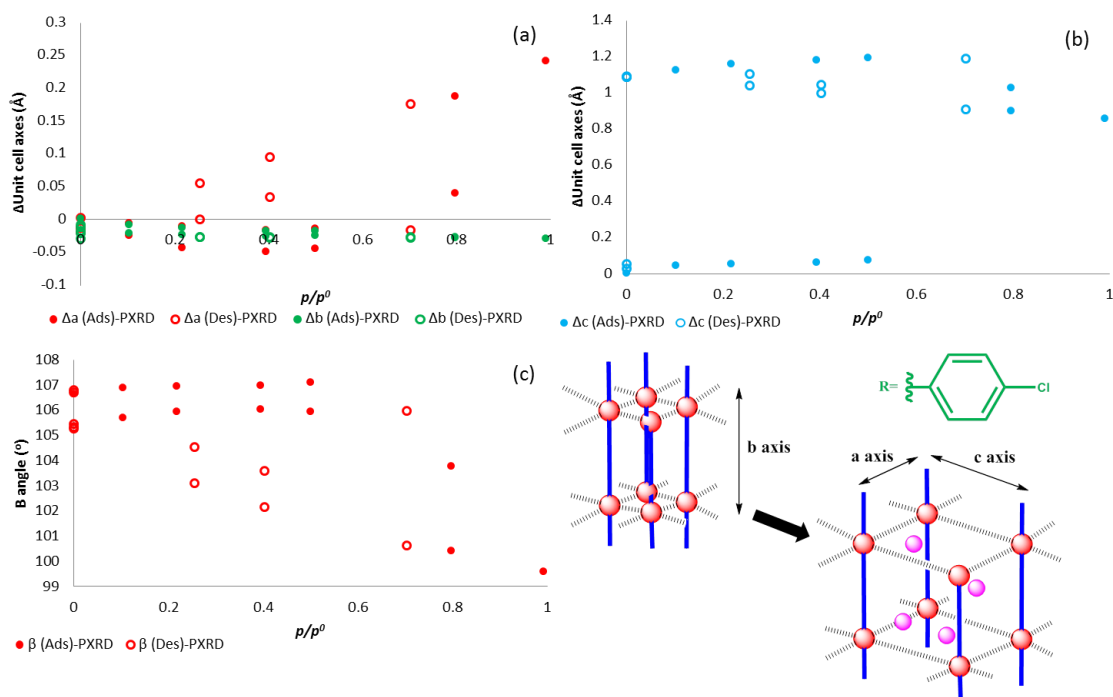 (a)
ΔUnit cell axes (Å)
0.3
0.25
0.2
0.15
0.1
0.05
0
-0.05
-0.1
0
0.2
0.4
0.6
0.8
1
p/p⁰
Δa (Ads)-PXRD Δa (Des)-PXRD Δb (Ads)-PXRD Δb (Des)-PXRD
(b)
ΔUnit cell axes (Å)
1.4
1.2
1
0.8
0.6
0.4
0.2
0
0 0.2 0.4 0.6 0.8 1
p/p⁰
Δc (Ads)-PXRD Δc (Des)-PXRD
(c)
B angle (°)
108
107
106
105
104
103
102
101
100
99
0 0.2 0.4 0.6 0.8 1
p/p⁰
β (Ads)-PXRD β (Des)-PXRD
R=
Cl
b axis
a axis
c axis